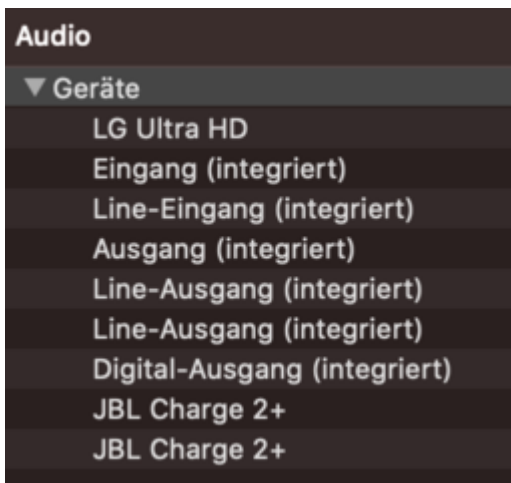 Audio
Geräte
LG Ultra HD
Eingang (integriert)
Line-Eingang (integriert)
Ausgang (integriert)
Line-Ausgang (integriert)
Line-Ausgang (integriert)
Digital-Ausgang (integriert)
JBL Charge 2+
JBL Charge 2+